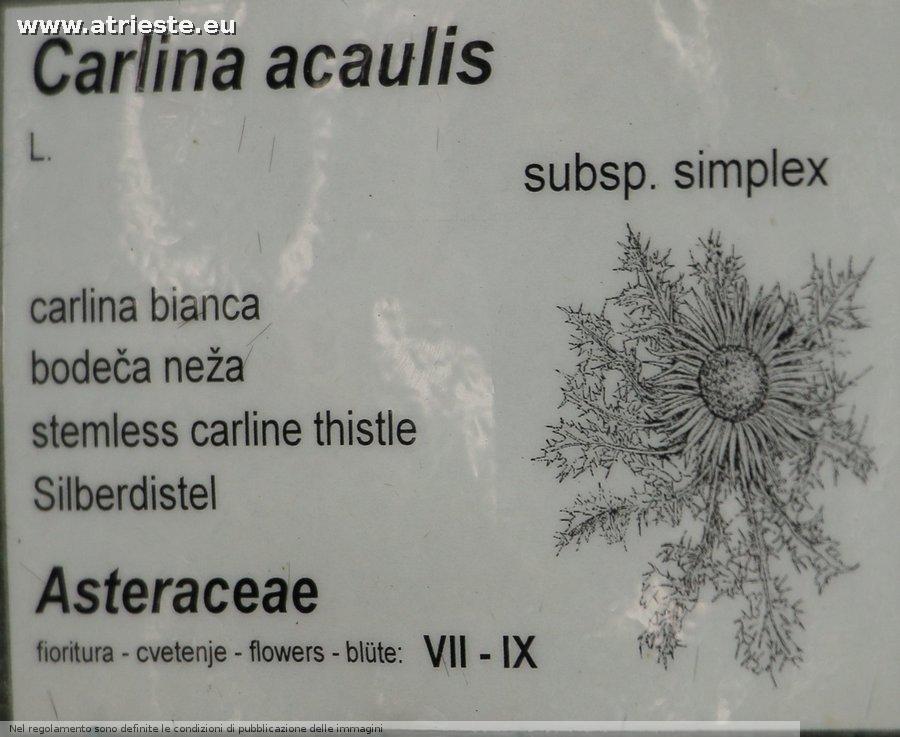 www.atrieste.eu
Carlina acaulis
L.
subsp. simplex
carlina bianca
bodeča neža
stemless carline thistle
Silberdistel
Asteraceae
fioritura - cvetenje - flowers - blüte: VII - IX
Nel regolamento sono definite le condizioni di pubblicazione delle immagini